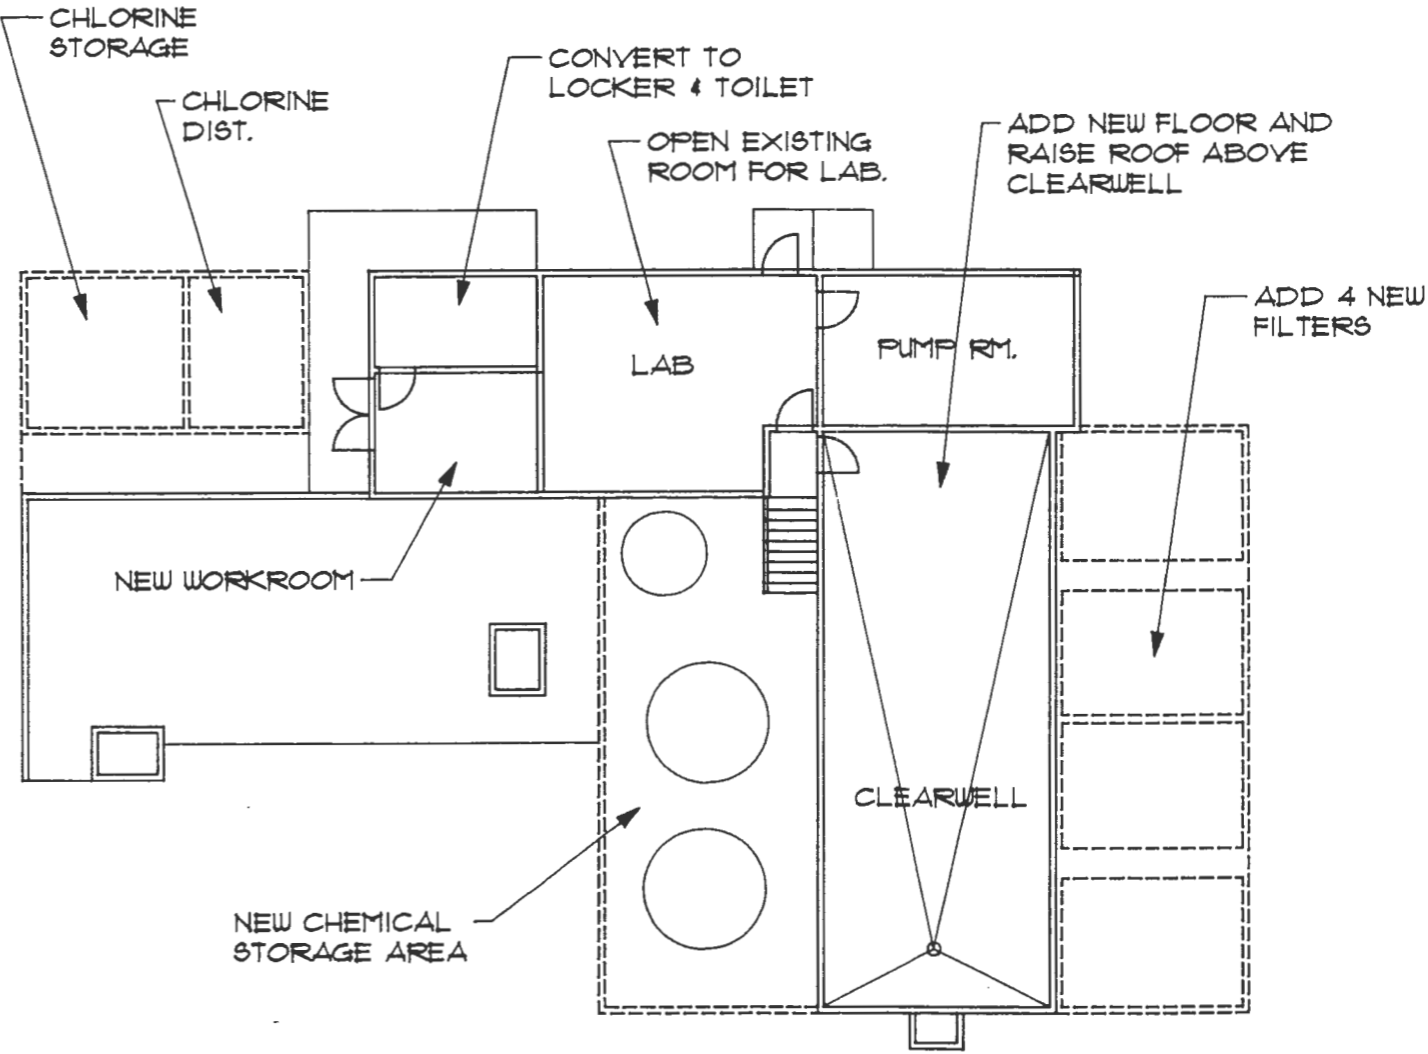 CHLORINE
STORAGE
CHLORINE
DIST.
CONVERT TO
LOCKER & TOILET
OPEN EXISTING
ROOM FOR LAB.
ADD NEW FLOOR AND
RAISE ROOF ABOVE
CLEARWELL
ADD 4 NEW
FILTERS
LAB
PUMP RM.
NEW WORKROOM
CLEARWELL
NEW CHEMICAL
STORAGE AREA